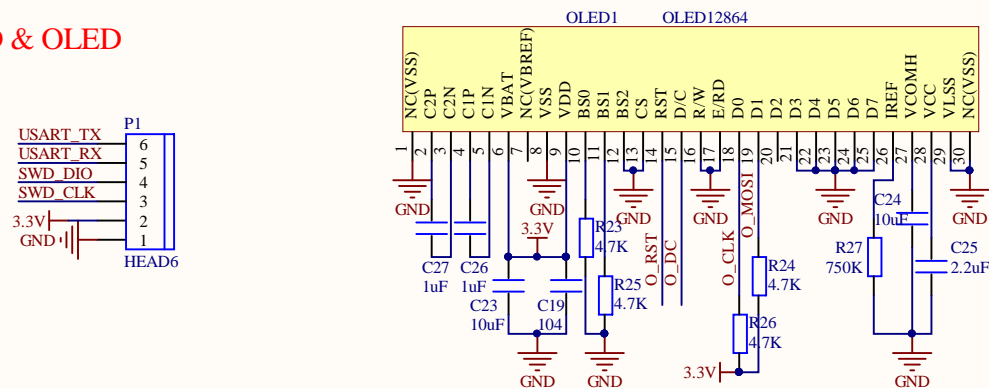 OLED1 OLED12864
& OLED
NC(VSS)
C2P
C2N
C1P
C1N
VBAT
NC(VBREF)
VSS
VDD
BS0
BS1
BS2
CS
RST
D/C
R/W
E/RD
D0
D1
D2
D3
D4
D5
D6
D7
IREF
VCOMH
VCC
VLSS
NC(VSS)
1
2
3
4
5
6
7
8
9
10
11
12
13
14
15
16
17
18
19
20
21
22
23
24
25
26
27
28
29
30
P1
USART_TX 6
USART_RX 5
SWD_DIO 4
SWD_CLK 3
3.3V 2
GND 1
HEAD6
GND
GND
GND
GND
GND
GND
C27
1uF
C26
1uF
3.3V
C23
10uF
C19
104
GND
R23
4.7K
R25
4.7K
GND
O_RST
O_DC
O_CLK
O_MOSI
R24
4.7K
R26
4.7K
3.3V
C24
10uF
R27
750K
C25
2.2uF
GND